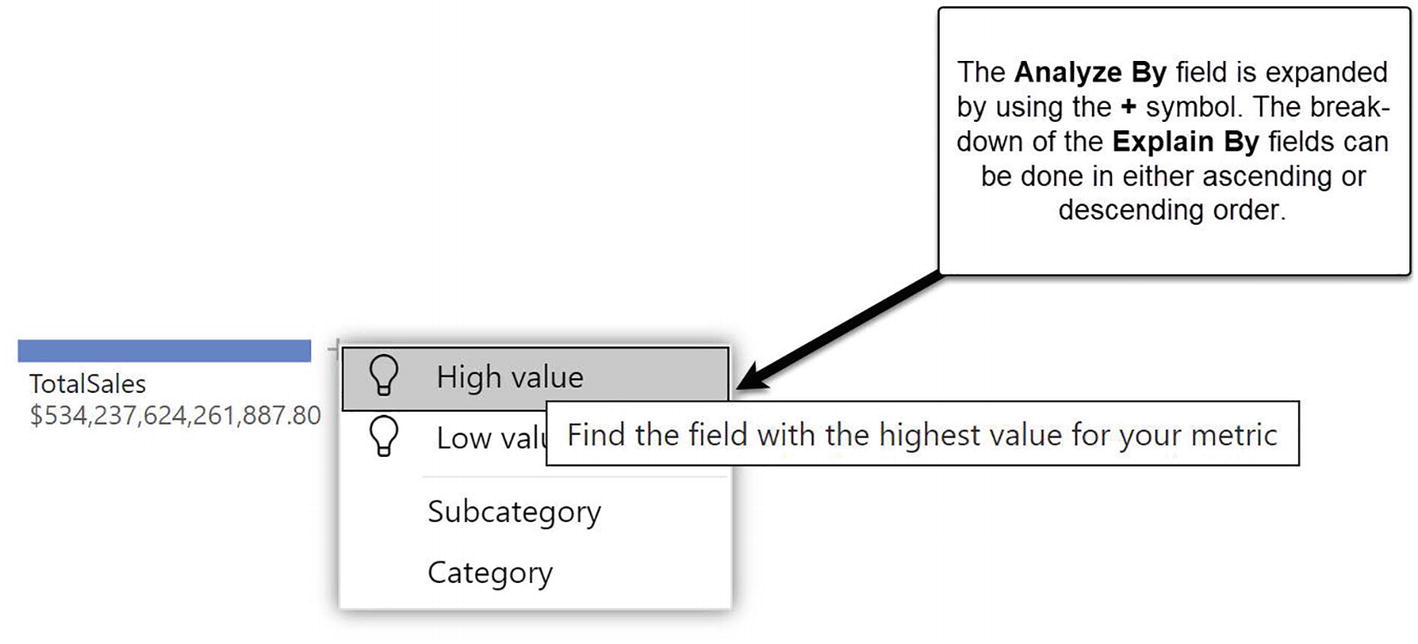 The Analyze By field is expanded
by using the + symbol. The break-
down of the Explain By fields can
be done in either ascending or
descending order.
TotalSales
$534,237,624,261,887.80
High value
Low valu
Find the field with the highest value for your metric
Subcategory
Category